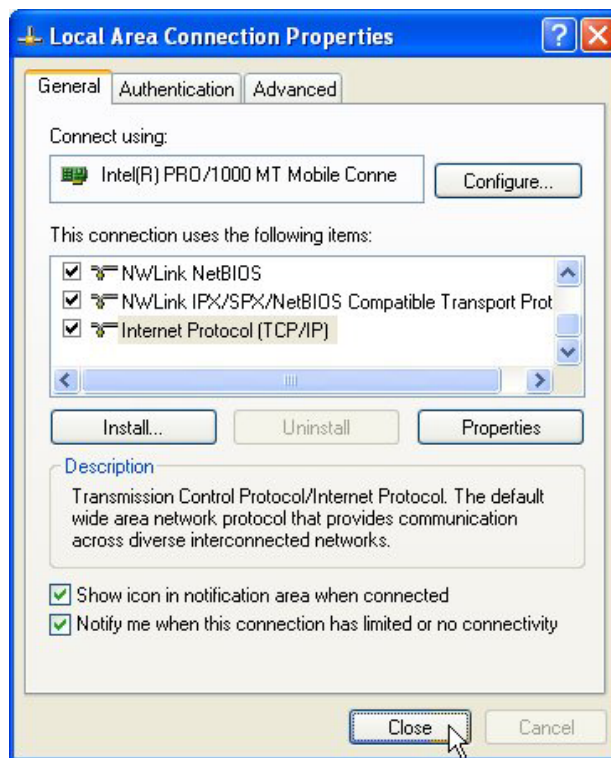 Local Area Connection Properties
General Authentication Advanced
Connect using:
Intel(R) PRO/1000 MT Mobile Conne
Configure...
This connection uses the following items:
NWLink NetBIOS
NWLink IPX/SPX/NetBIOS Compatible Transport Prot
Internet Protocol (TCP/IP)
Install... Uninstall Properties
Description
Transmission Control Protocol/Internet Protocol. The default
wide area network protocol that provides communication
across diverse interconnected networks.
Show icon in notification area when connected
Notify me when this connection has limited or no connectivity
Close Cancel